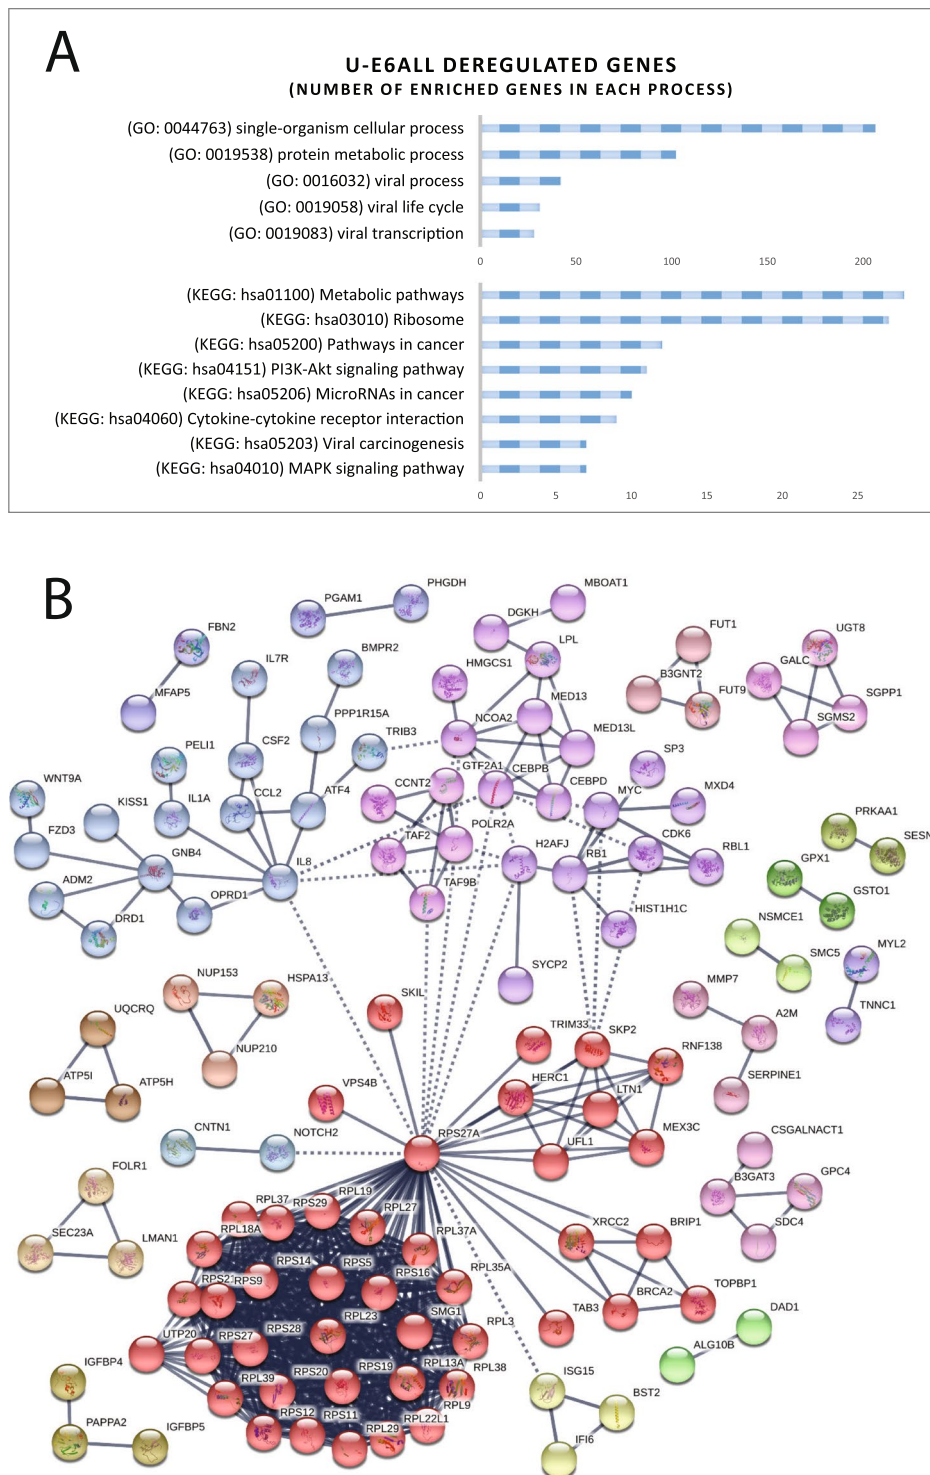 A
U-E6ALL DEREGULATED GENES
(NUMBER OF ENRICHED GENES IN EACH PROCESS)
(GO: 0044763) single-organism cellular process
(GO: 0019538) protein metabolic process
(GO: 0016032) viral process
(GO: 0019058) viral life cycle
(GO: 0019083) viral transcription
0 50 100 150 200
(KEGG: hsa01100) Metabolic pathways
(KEGG: hsa03010) Ribosome
(KEGG: hsa05200) Pathways in cancer
(KEGG: hsa04151) PI3K-Akt signaling pathway
(KEGG: hsa05206) MicroRNAs in cancer
(KEGG: hsa04060) Cytokine-cytokine receptor interaction
(KEGG: hsa05203) Viral carcinogenesis
(KEGG: hsa04010) MAPK signaling pathway
0 5 10 15 20 25
B
PHGDH
MBOAT1
PGAM1
DGKH
FBN2
FUT1
UGT8
LPL
BMPR2
IL7R
HMGCS1
GALC
B3GNT2
FUT9
SGPP1
MFAP5
MED13
PPP1R15A
NCOA2
SGMS2
MED13L
TRIB3
CSF2
PELI1
SP3
GTF2A1
CEBPB
WNT9A
CCNT2
CEBPD
MXD4
KISS1
IL1A
CCL2
ATF4
MYC
PRKAA1
FZD3
TAF2
POLR2A
CDK6
SESN
GNB4
IL8
H2AFJ
RB1
RBL1
GPX1
ADM2
TAF9B
GSTO1
OPRD1
DRD1
HIST1H1C
NSMCE1
SYCP2
SMC5
MYL2
NUP153
HSPA13
MMP7
SKIL
UQCRQ
A2M
TNNC1
TRIM33
SKP2
NUP210
RNF138
ATP5I
ATP5H
VPS4B
HERC1
SERPINE1
LTN1
CNTN1
NOTCH2
RPS27A
UFL1
MEX3C
CSGALNACT1
FOLR1
B3GAT3
GPC4
RPL37
RPS29
RPL19
RPL27
SEC23A
LMAN1
RPL18A
RPL37A
XRCC2
BRIP1
SDC4
RPS14
RPS5
RPS16
RPL35A
RPS21
RPS9
TOPBP1
BRCA2
TAB3
RPL23
SMG1
RPL3
DAD1
UTP20
RPS27
RPS28
ALG10B
IGFBP4
RPL39
RPS20
RPS19
RPL13A
RPL38
ISG15
RPL9
BST2
PAPPA2
IGFBP5
RPS12
RPS11
RPL29
RPL22L1
IFI6